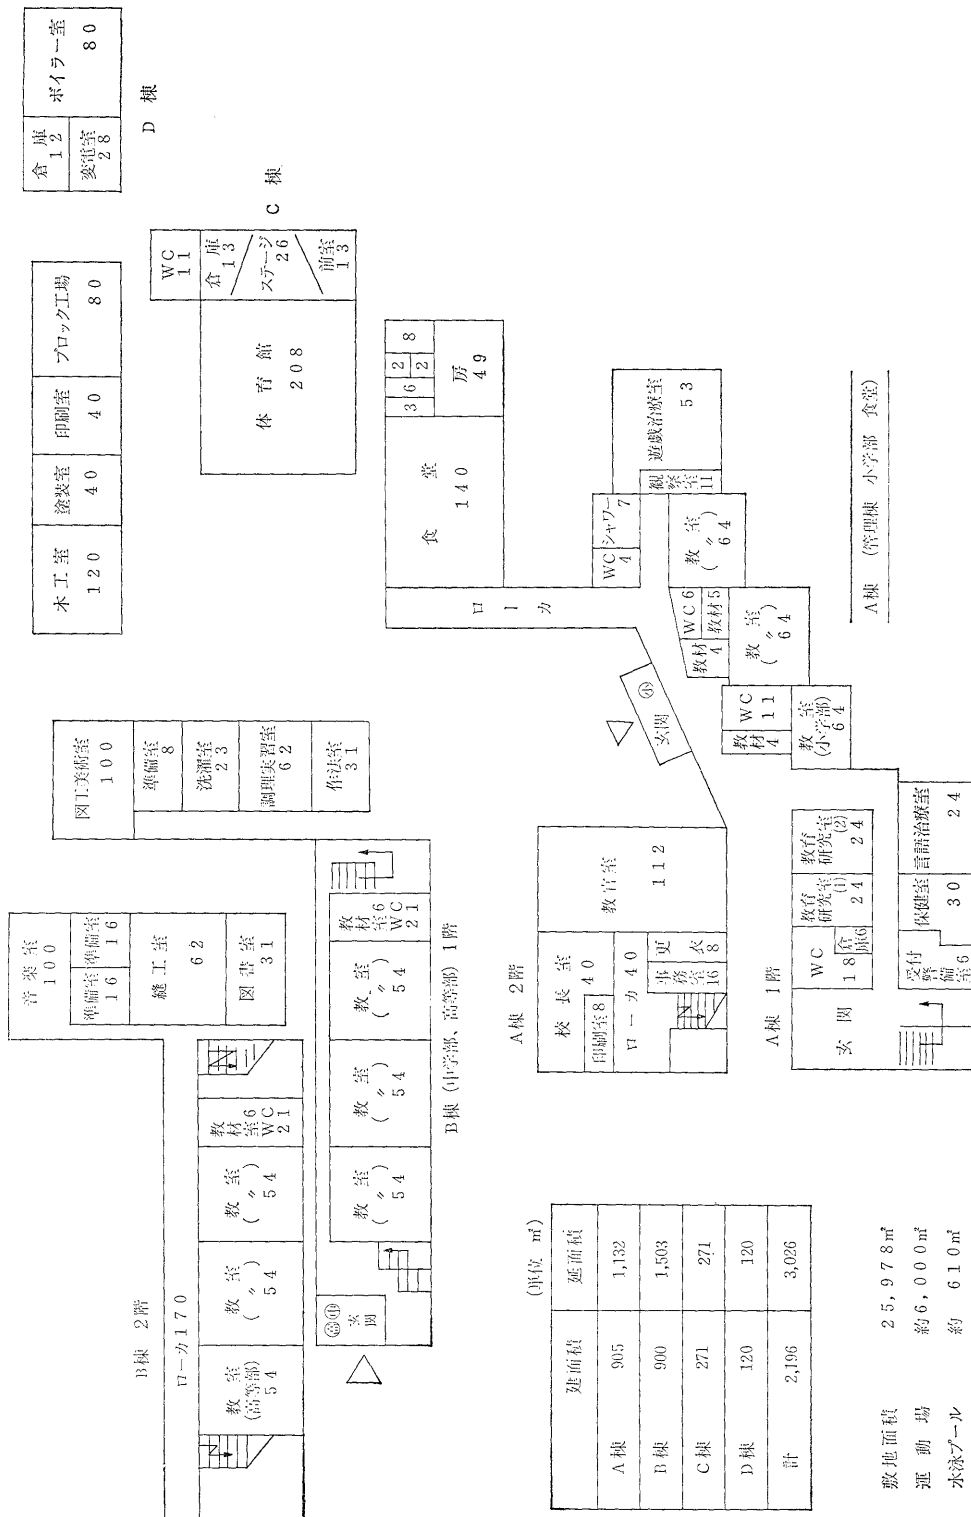 B棟 2階
ローカ170
教室
(高等部)
54
教室
( 〃 )
54
教室
( 〃 )
54
教材室6
WC
21
音楽室
100
準備室
16
準備室
16
縫工室
62
図書室
31
高 中
玄関
教室
( 〃 )
54
教室
( 〃 )
54
教室
( 〃 )
54
教材室6
WC
21
B棟 (中学部、高等部) 1階
図工美術室
100
準備室
8
洗濯室
23
調理実習室
62
作法室
31
木工室
120
塗装室
40
印刷室
40
ブロック工場
80
倉庫
12
変電室
28
ボイラー室
80
D 棟
WC
11
倉庫
13
ステージ
26
前室
13
体育館
208
C 棟
食堂
140
3
6
2
2
8
房
49
ローカ
A棟 2階
校長室
40
印刷室8
ローカ 40
事務室
16
更衣
8
教官室
112
小
玄関
WC
4
シャワー
7
観察室
11
遊戯治療室
53
教室
( 〃 )
64
WC6
教材5
教材
4
教室
( 〃 )
64
WC
11
教材
4
教室
(小学部)
64
A棟 1階
玄関
WC
18
倉庫6
教育研究室(1)
24
教育研究室(2)
24
受付警備室6
保健室
30
言語治療室
24
A棟 (管理棟 小学部 食堂)
(単位 ㎡)
建面積 延面積
A棟 905 1,132
B棟 900 1,503
C棟 271 271
D棟 120 120
計 2,196 3,026
敷地面積 25,978㎡
運動場 約6,000㎡
水泳プール 約 610㎡